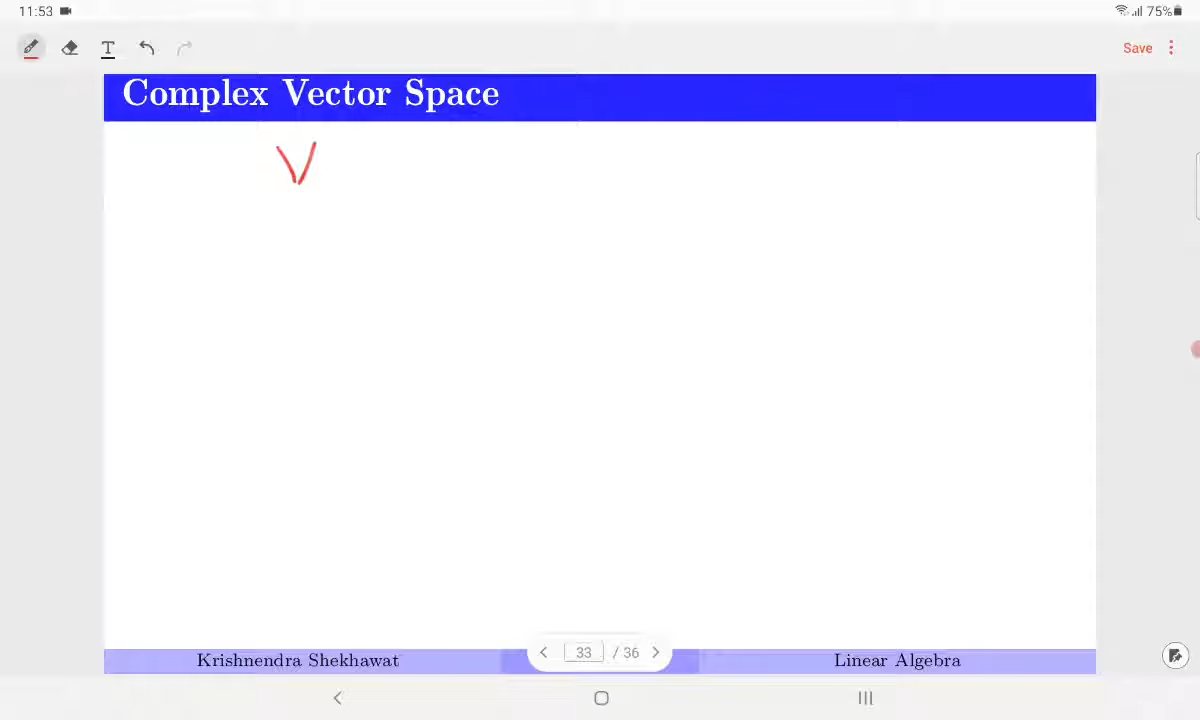 11:53 75%
T Save
Complex Vector Space
V
33 / 36
Krishnendra Shekhawat Linear Algebra